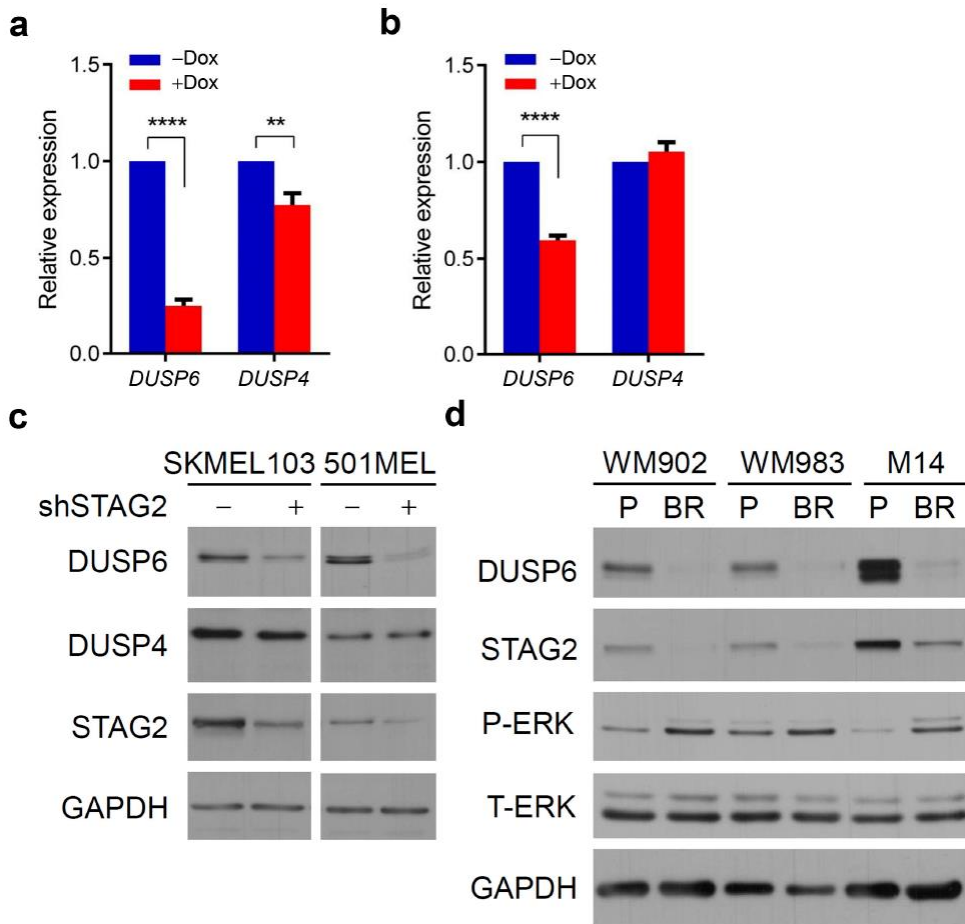 a
–Dox
+Dox
Relative expression
1.5
1.0
0.5
0.0
****
**
DUSP6 DUSP4
b
–Dox
+Dox
Relative expression
1.5
1.0
0.5
0.0
****
DUSP6 DUSP4
c
SKMEL103 501MEL
shSTAG2 – + – +
DUSP6
DUSP4
STAG2
GAPDH
d
WM902 WM983 M14
P BR P BR P BR
DUSP6
STAG2
P-ERK
T-ERK
GAPDH